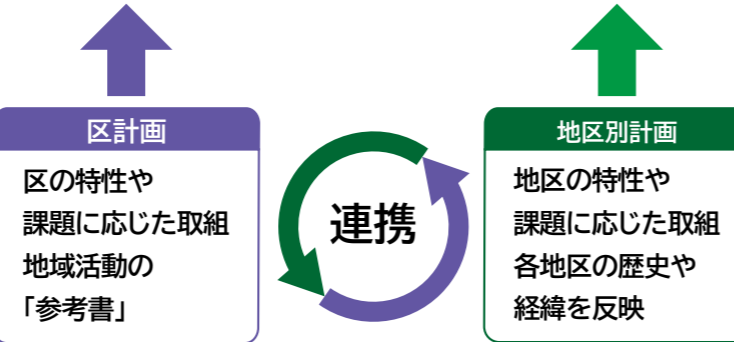 区計画
区の特性や
課題に応じた取組
地域活動の
「参考書」
連携
地区別計画
地区の特性や
課題に応じた取組
各地区の歴史や
経緯を反映